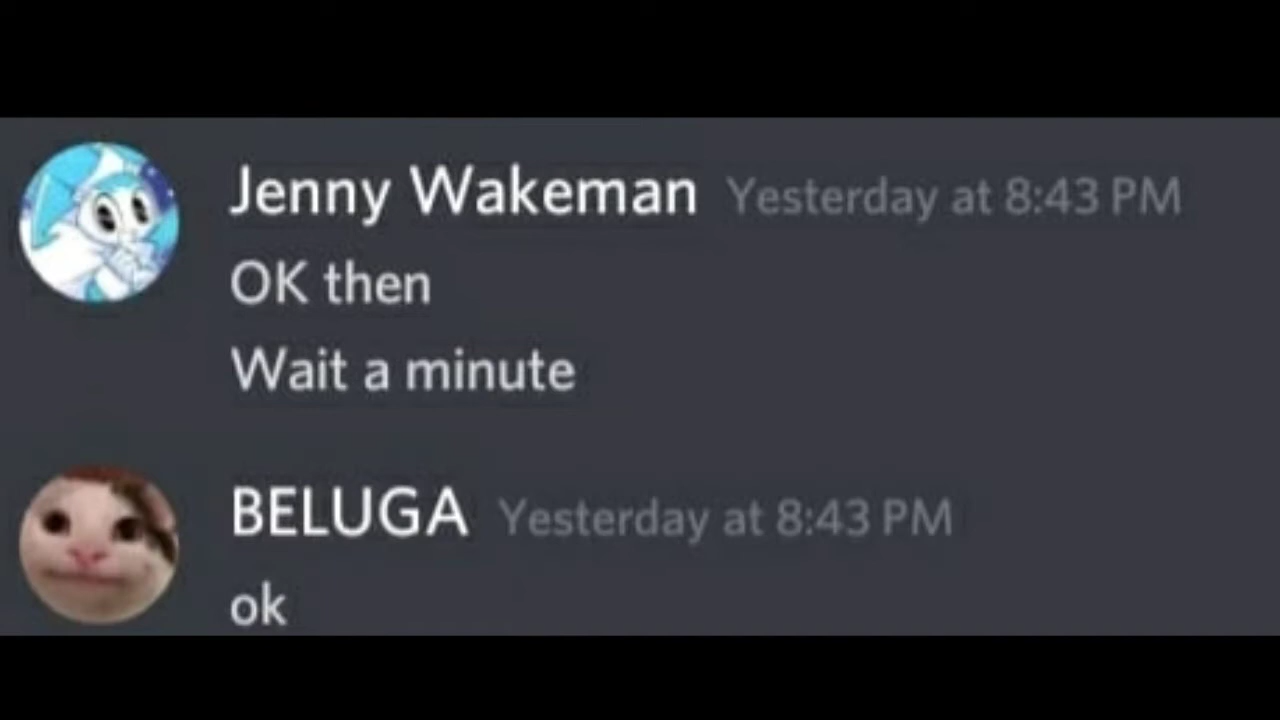 Jenny Wakeman Yesterday at 8:43 PM
OK then
Wait a minute
BELUGA Yesterday at 8:43 PM
ok